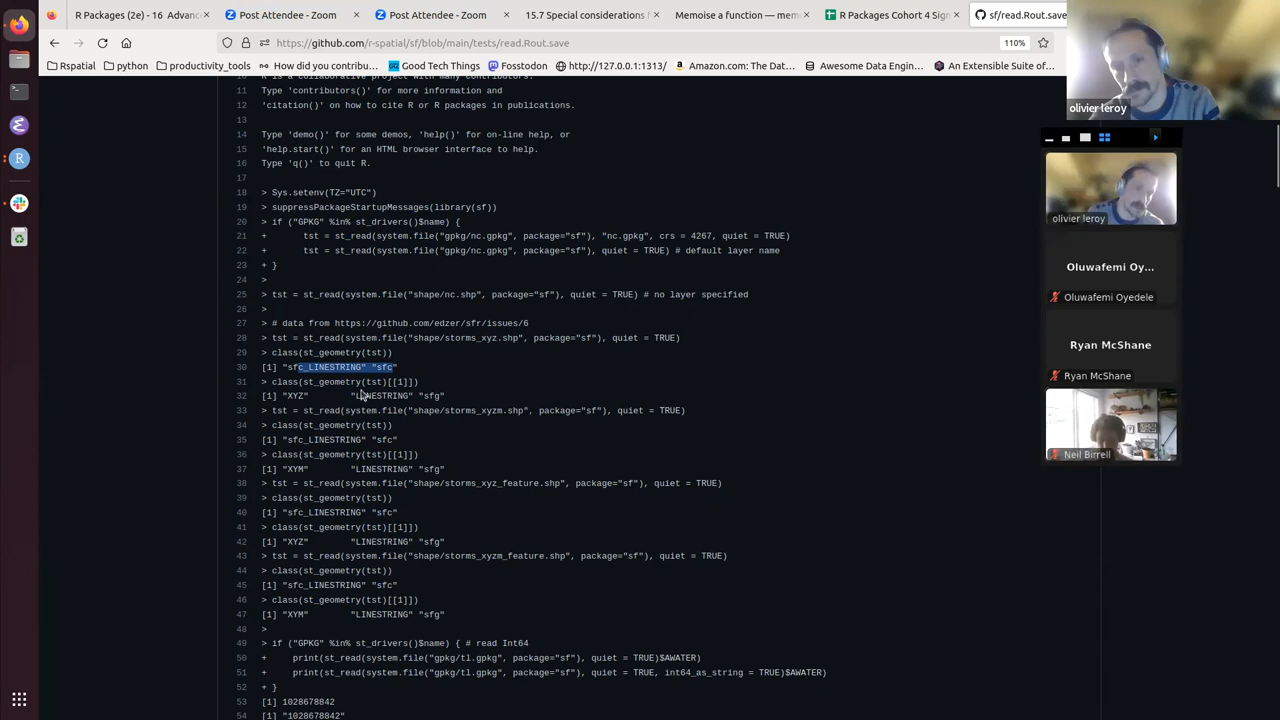 R Packages (2e) - 16 Advanc
Post Attendee - Zoom
Post Attendee - Zoom
15.7 Special considerations f
Memoise a function — mem
R Packages Cohort 4 Sign
sf/read.Rout.save
https://github.com/r-spatial/sf/blob/main/tests/read.Rout.save
110%
Rspatial
python
productivity_tools
How did you contribu…
Good Tech Things
Fosstodon
http://127.0.0.1:1313/
Amazon.com: The Dat…
Awesome Data Engin…
An Extensible Suite of…
olivier leroy
R is a collaborative project with many contributors.
11 Type 'contributors()' for more information and
12 'citation()' on how to cite R or R packages in publications.
13
14 Type 'demo()' for some demos, 'help()' for on-line help, or
15 'help.start()' for an HTML browser interface to help.
16 Type 'q()' to quit R.
17
18 > Sys.setenv(TZ="UTC")
19 > suppressPackageStartupMessages(library(sf))
20 > if ("GPKG" %in% st_drivers()$name) {
21 + tst = st_read(system.file("gpkg/nc.gpkg", package="sf"), "nc.gpkg", crs = 4267, quiet = TRUE)
22 + tst = st_read(system.file("gpkg/nc.gpkg", package="sf"), quiet = TRUE) # default layer name
23 + }
24 >
25 > tst = st_read(system.file("shape/nc.shp", package="sf"), quiet = TRUE) # no layer specified
26 >
27 > # data from https://github.com/edzer/sfr/issues/6
28 > tst = st_read(system.file("shape/storms_xyz.shp", package="sf"), quiet = TRUE)
29 > class(st_geometry(tst))
30 [1] "sfc_LINESTRING" "sfc"
31 > class(st_geometry(tst)[[1]])
32 [1] "XYZ" "LINESTRING" "sfg"
33 > tst = st_read(system.file("shape/storms_xyzm.shp", package="sf"), quiet = TRUE)
34 > class(st_geometry(tst))
35 [1] "sfc_LINESTRING" "sfc"
36 > class(st_geometry(tst)[[1]])
37 [1] "XYM" "LINESTRING" "sfg"
38 > tst = st_read(system.file("shape/storms_xyz_feature.shp", package="sf"), quiet = TRUE)
39 > class(st_geometry(tst))
40 [1] "sfc_LINESTRING" "sfc"
41 > class(st_geometry(tst)[[1]])
42 [1] "XYZ" "LINESTRING" "sfg"
43 > tst = st_read(system.file("shape/storms_xyzm_feature.shp", package="sf"), quiet = TRUE)
44 > class(st_geometry(tst))
45 [1] "sfc_LINESTRING" "sfc"
46 > class(st_geometry(tst)[[1]])
47 [1] "XYM" "LINESTRING" "sfg"
48 >
49 > if ("GPKG" %in% st_drivers()$name) { # read Int64
50 + print(st_read(system.file("gpkg/tl.gpkg", package="sf"), quiet = TRUE)$AWATER)
51 + print(st_read(system.file("gpkg/tl.gpkg", package="sf"), quiet = TRUE, int64_as_string = TRUE)$AWATER)
52 + }
53 [1] 1028678842
54 [1] "1028678842"
olivier leroy
Oluwafemi Oy...
Oluwafemi Oyedele
Ryan McShane
Ryan McShane
Neil Birrell